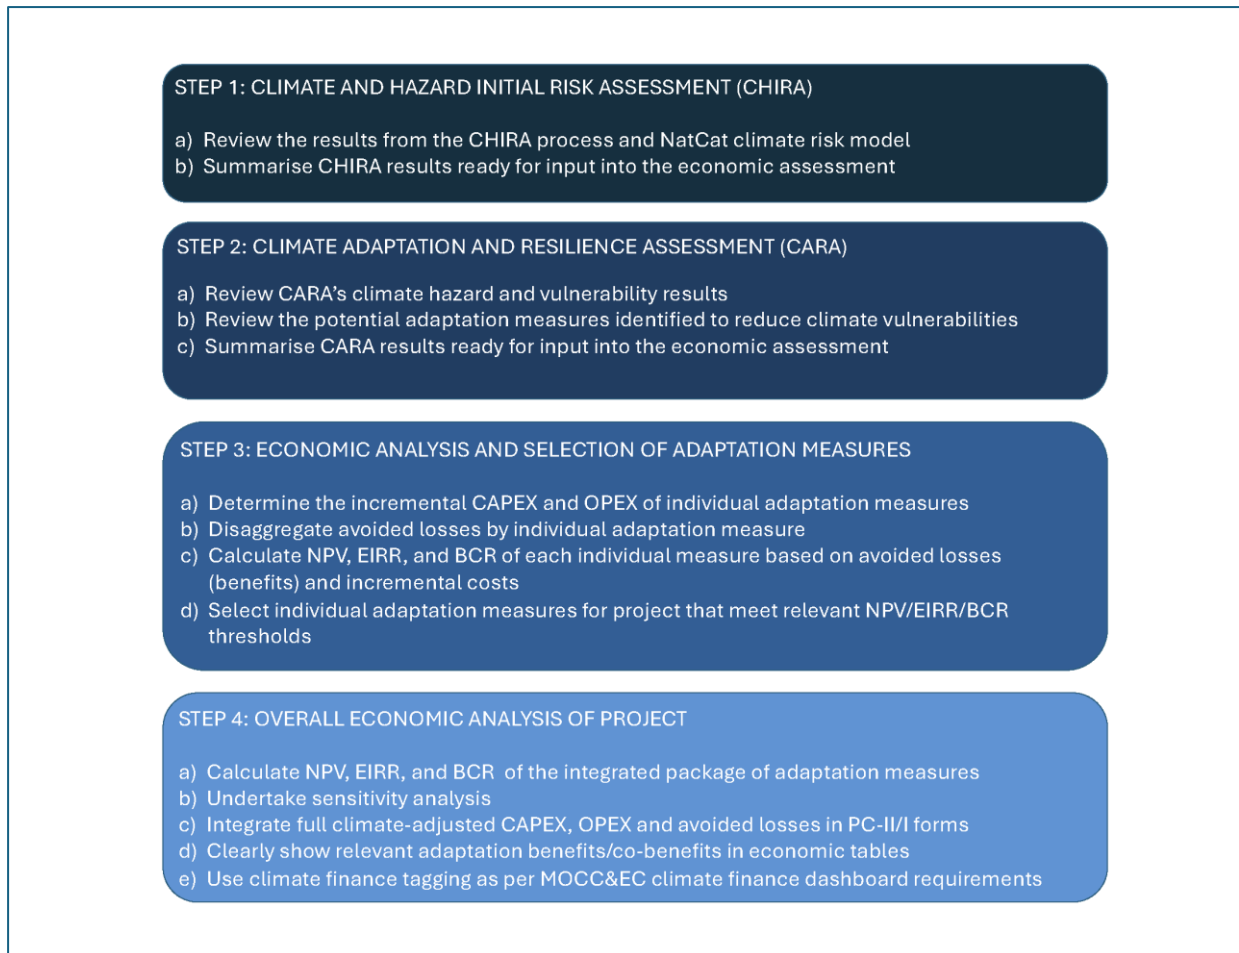 STEP 1: CLIMATE AND HAZARD INITIAL RISK ASSESSMENT (CHIRA)
a) Review the results from the CHIRA process and NatCat climate risk model
b) Summarise CHIRA results ready for input into the economic assessment
STEP 2: CLIMATE ADAPTATION AND RESILIENCE ASSESSMENT (CARA)
a) Review CARA’s climate hazard and vulnerability results
b) Review the potential adaptation measures identified to reduce climate vulnerabilities
c) Summarise CARA results ready for input into the economic assessment
STEP 3: ECONOMIC ANALYSIS AND SELECTION OF ADAPTATION MEASURES
a) Determine the incremental CAPEX and OPEX of individual adaptation measures
b) Disaggregate avoided losses by individual adaptation measure
c) Calculate NPV, EIRR, and BCR of each individual measure based on avoided losses
(benefits) and incremental costs
d) Select individual adaptation measures for project that meet relevant NPV/EIRR/BCR
thresholds
STEP 4: OVERALL ECONOMIC ANALYSIS OF PROJECT
a) Calculate NPV, EIRR, and BCR of the integrated package of adaptation measures
b) Undertake sensitivity analysis
c) Integrate full climate-adjusted CAPEX, OPEX and avoided losses in PC-II/I forms
d) Clearly show relevant adaptation benefits/co-benefits in economic tables
e) Use climate finance tagging as per MOCC&EC climate finance dashboard requirements